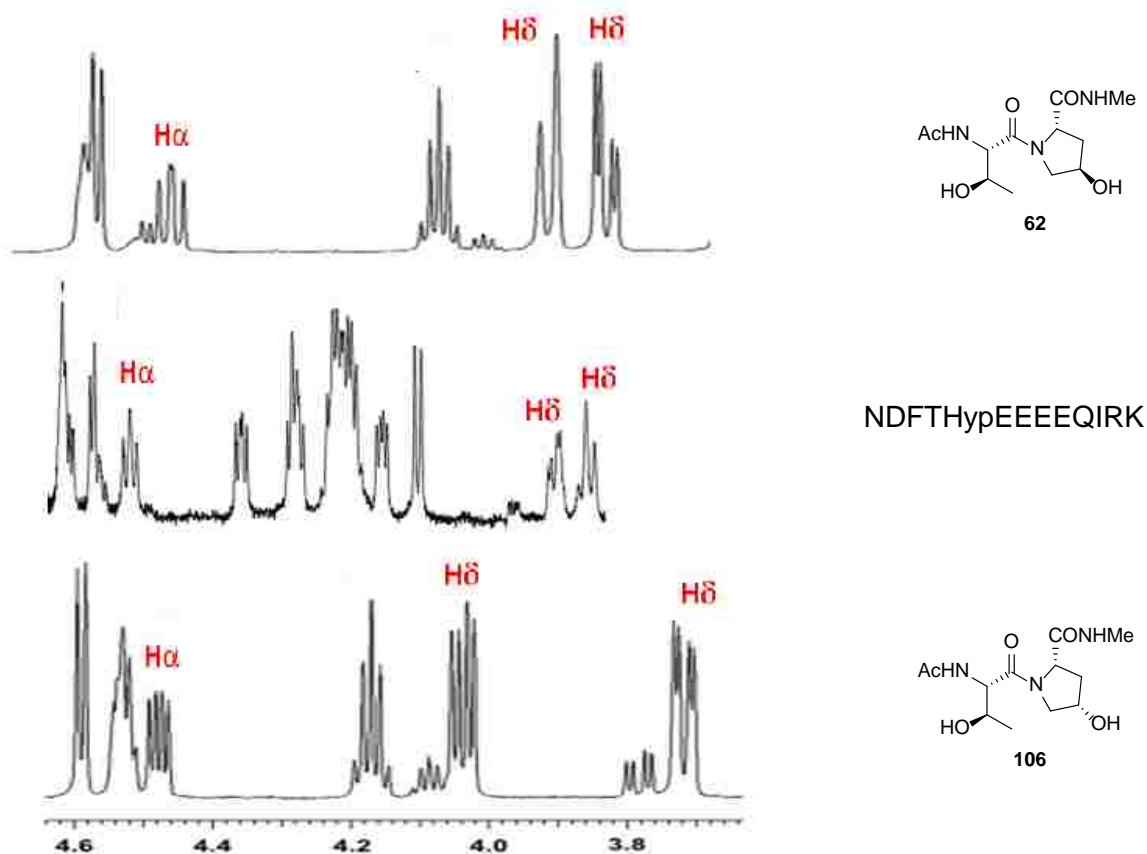 Hδ Hδ
Hα
O
CONHMe
AcHN
N
HO
OH
62
Hα
Hδ
Hδ
NDFTHypEEEEQIRK
Hδ
Hδ
Hα
O
CONHMe
AcHN
N
HO
OH
106
4.6 4.4 4.2 4.0 3.8